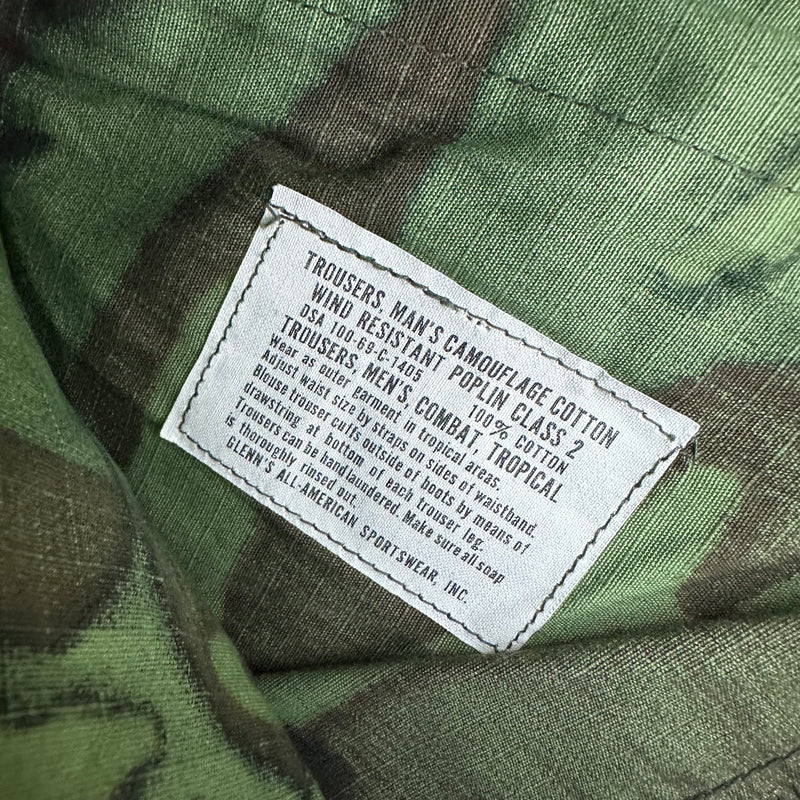 TROUSERS, MAN'S CAMOUFLAGE COTTON
WIND RESISTANT POPLIN CLASS 2
DSA 100-69-C-1405 100% COTTON
TROUSERS, MEN'S, COMBAT, TROPICAL
Wear as outer garment in tropical areas.
Adjust waist size by straps on sides of waistband.
Blouse trouser cuffs outside of boots by means of
drawstring at bottom of each trouser leg.
Trousers can be handlaundered. Make sure all soap
is thoroughly rinsed out.
GLENN'S ALL-AMERICAN SPORTSWEAR, INC.